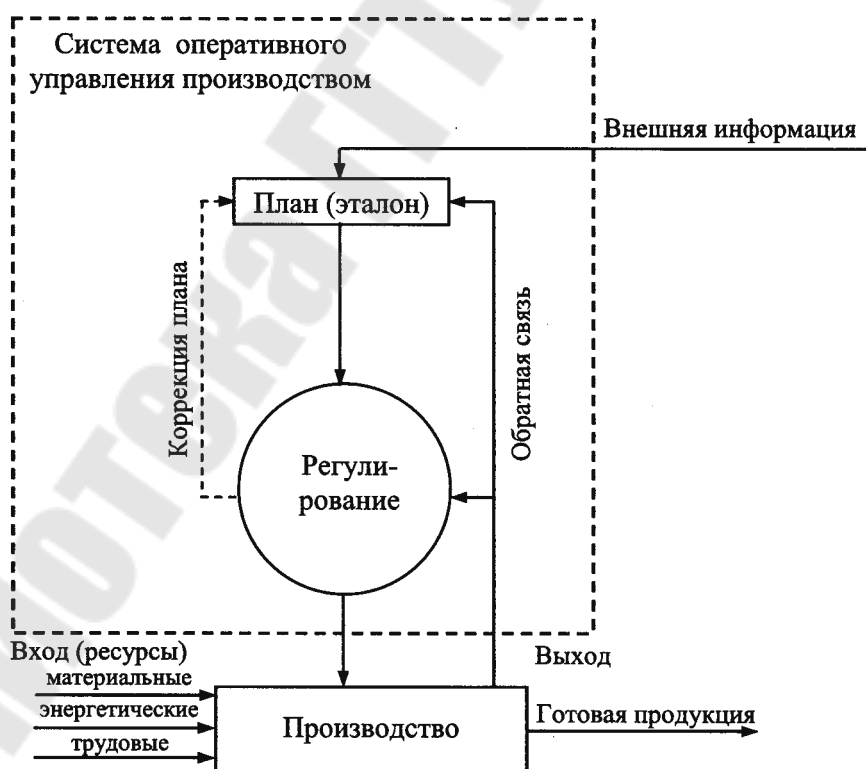 Система оперативного
управления производством
Внешняя информация
План (эталон)
Коррекция плана
Обратная связь
Регули-
рование
Вход (ресурсы)
Выход
материальные
энергетические
трудовые
Производство
Готовая продукция